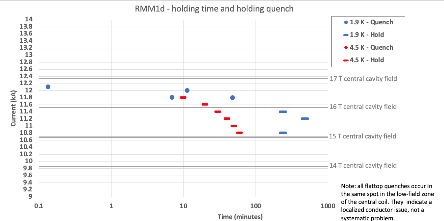 RMM1d - holding time and holding quench
14
13.8
13.6
13.4
13.2
13
12.8
12.6
12.4
12.2
12
11.8
11.6
11.4
11.2
11
10.8
10.6
10.4
10.2
10
9.8
9.6
9.4
9.2
9
Current (kA)
0.1
1
10
100
1000
Time (minutes)
17 T central cavity field
16 T central cavity field
15 T central cavity field
14 T central cavity field
1.9 K - Quench
1.9 K - Hold
4.5 K - Quench
4.5 K - Hold
Note: all flattop quenches occur in
the same spot in the low-field zone
of the central coil. They indicate a
localized conductor issue, not a
systematic problem.